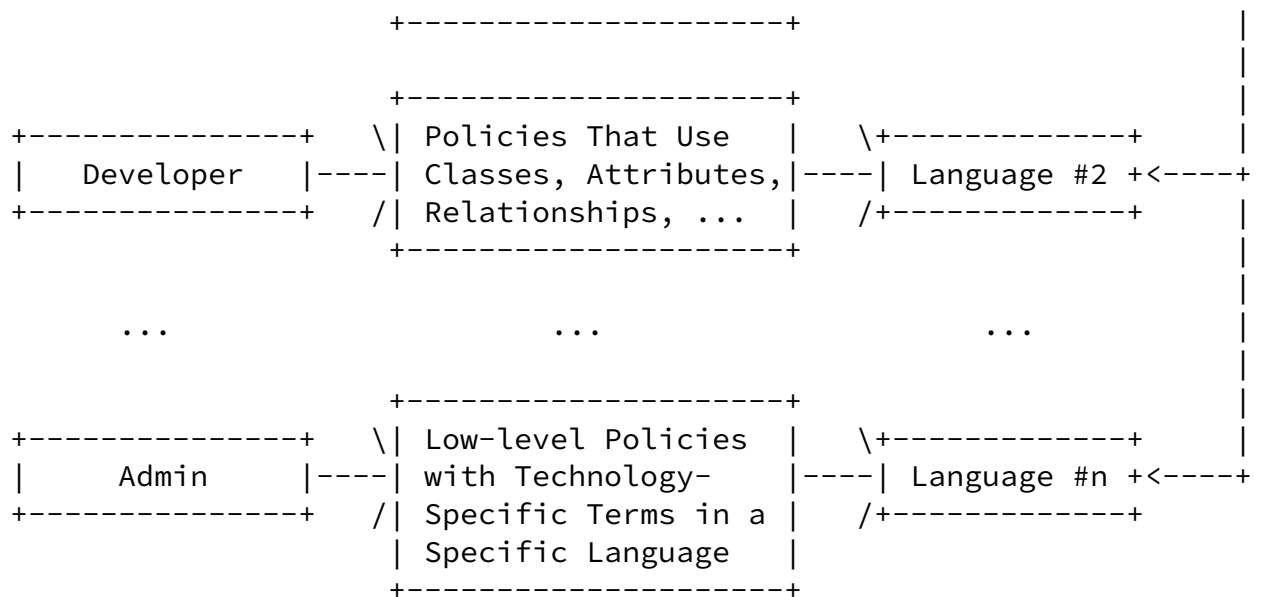 Policies That Use
Developer Classes, Attributes, Language #2
Relationships, ...
... ... ...
Low-level Policies
Admin with Technology- Language #n
Specific Terms in a
Specific Language